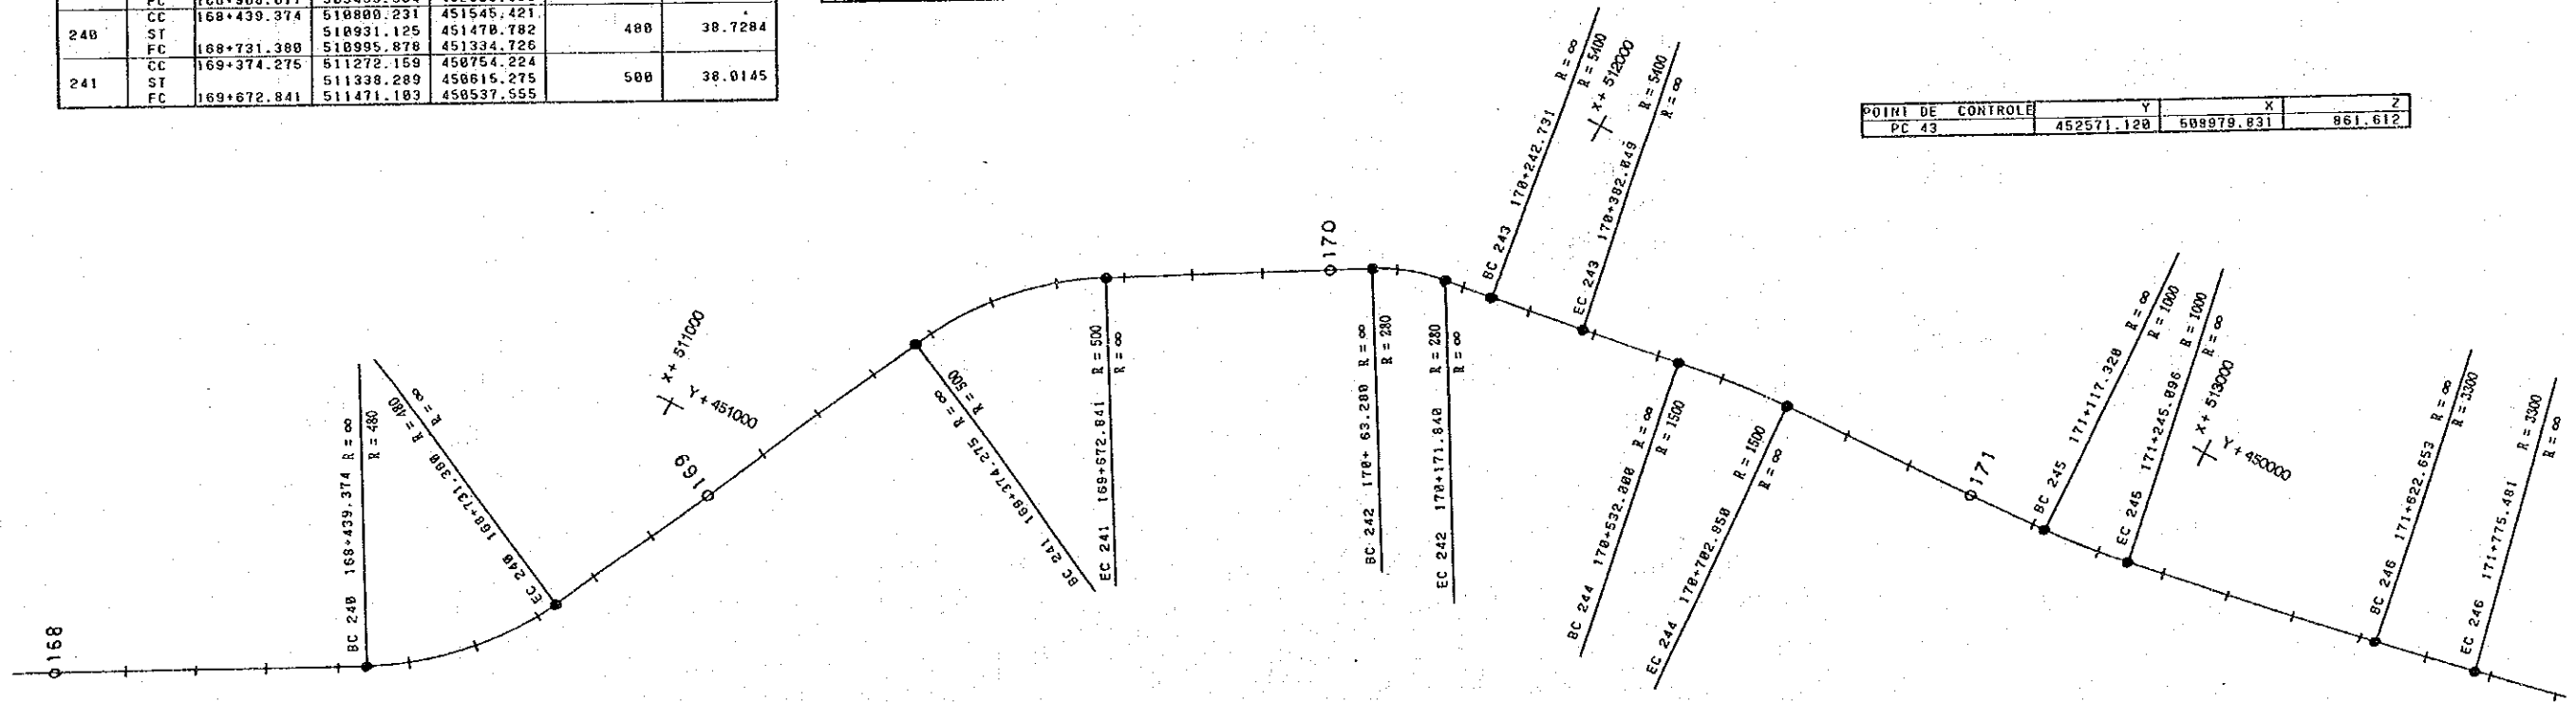 CC 168+439.374 510800.231 451545.421
240 ST 510931.125 451470.782 480 38.7284
FC 168+731.380 510995.878 451334.726
CC 169+374.275 511272.159 450754.224
241 ST 511338.289 450615.275 500 38.0145
FC 169+672.841 511471.103 450537.555
POINT DE CONTROLE Y X Z
PC 43 452571.120 508979.831 861.612
168
BC 240 168+439.374 R = ∞
R = 480
EC 240 168+731.380 R = 480
R = ∞
X + 511000
Y + 451000
169
BC 241 169+374.275 R = ∞
R = 500
EC 241 169+672.841 R = 500
R = ∞
170
BC 242 170+ 63.280 R = ∞
R = 280
EC 242 170+171.840 R = 280
R = ∞
BC 243 170+242.731 R = ∞
R = 5400
X + 512000
EC 243 170+382.049 R = 5400
R = ∞
BC 244 170+532.000 R = ∞
R = 1500
EC 244 170+702.950 R = 1500
R = ∞
171
BC 245 171+117.320 R = ∞
R = 1000
EC 245 171+245.096 R = 1000
R = ∞
X + 513000
Y + 450000
BC 246 171+622.653 R = ∞
R = 3300
EC 246 171+775.481 R = 3300
R = ∞